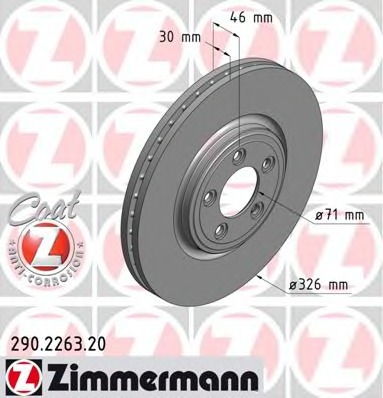 46 mm
30 mm
ø71 mm
ø326 mm
Coat
Z
ANTI-CORROSION
290.2263.20
Z Zimmermann